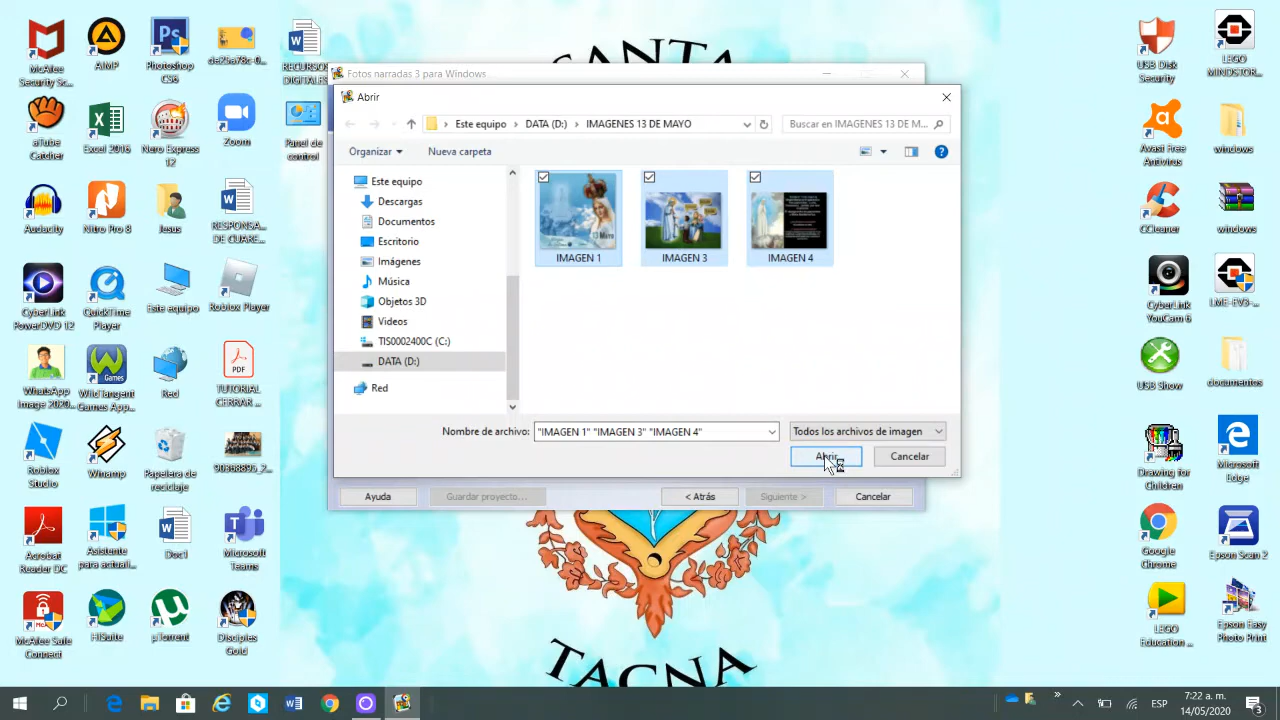 SANTA
TACNA
McAfee
Security Sc...
AIMP
Photoshop
CS6
de25a78c-0...
RECURSOS
DIGITALES
aTube
Catcher
Excel 2016
Nero Express
12
Zoom
Panel de
control
Audacity
Nitro Pro 8
Jesus
RESPONSA...
DE CUARE...
CyberLink
PowerDVD 12
QuickTime
Player
Este equipo
Roblox Player
WhatsApp
Image 2020...
WildTangent
Games App...
Red
TUTORIAL
CERRAR ...
Roblox
Studio
Winamp
Papelera de
reciclaje
90368895_2...
Acrobat
Reader DC
Asistente
para actuali...
Doc1
Microsoft
Teams
McAfee Safe
Connect
HiSuite
µTorrent
Disciples
Gold
Fotos narradas 3 para Windows
Abrir
Este equipo
DATA (D:)
IMAGENES 13 DE MAYO
Buscar en IMAGENES 13 DE M...
Organizar
Nueva carpeta
Este equipo
Descargas
Documentos
Escritorio
Imágenes
Música
Objetos 3D
Videos
TIS0002400C (C:)
DATA (D:)
Red
13 Mayo
IMAGEN 1
IMAGEN 3
IMAGEN 4
Nombre de archivo:
"IMAGEN 1" "IMAGEN 3" "IMAGEN 4"
Todos los archivos de imagen
Abrir
Cancelar
Ayuda
Guardar proyecto...
< Atrás
Siguiente >
Cancelar
USB Disk
Security
LEGO
MINDSTOR...
Avast Free
Antivirus
windows
CCleaner
windows
CyberLink
YouCam 6
LME-EV3-...
USB Show
documentos
Drawing for
Children
Microsoft
Edge
Google
Chrome
Epson Scan 2
LEGO
Education ...
Epson Easy
Photo Print
ESP
7:22 a. m.
14/05/2020
3